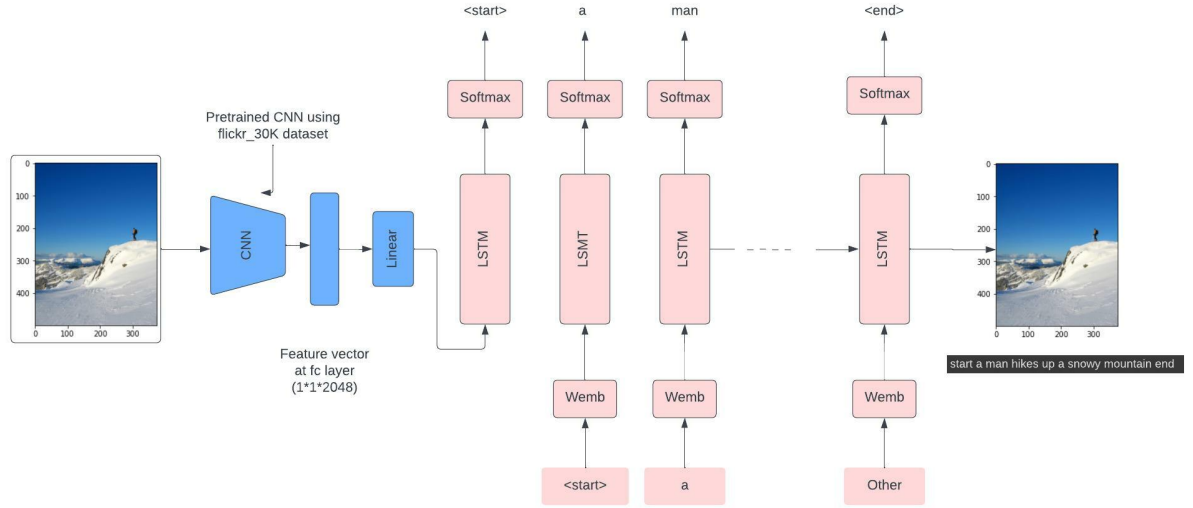 <start>
a
man
<end>
Softmax
Softmax
Softmax
Softmax
Pretrained CNN using
flickr_30K dataset
0
100
200
300
400
0
100
200
300
CNN
Linear
LSTM
LSMT
LSTM
LSTM
0
100
200
300
400
0
100
200
300
Feature vector
at fc layer
(1*1*2048)
start a man hikes up a snowy mountain end
Wemb
Wemb
Wemb
<start>
a
Other